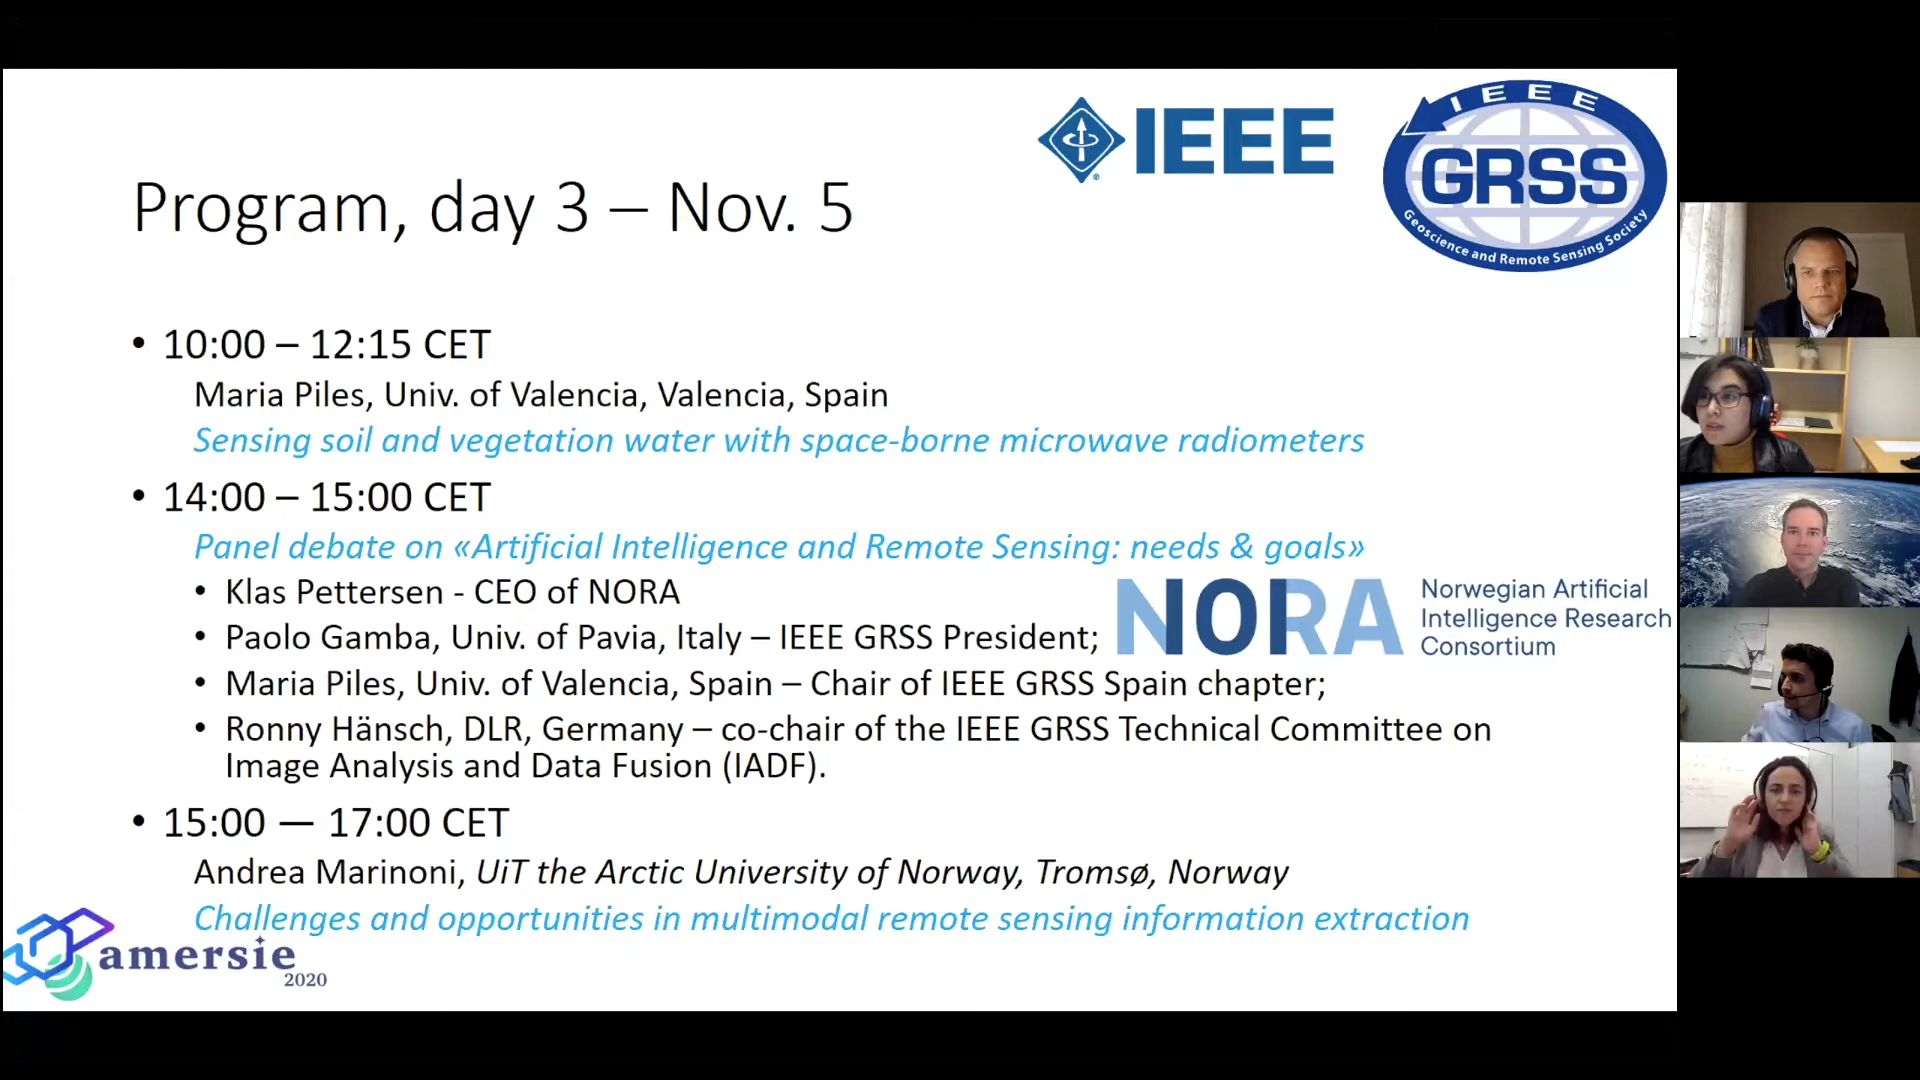 IEEE
IEEE
GRSS
Geoscience and Remote Sensing Society
Program, day 3 – Nov. 5
• 10:00 – 12:15 CET
Maria Piles, Univ. of Valencia, Valencia, Spain
Sensing soil and vegetation water with space-borne microwave radiometers
• 14:00 – 15:00 CET
Panel debate on «Artificial Intelligence and Remote Sensing: needs & goals»
• Klas Pettersen - CEO of NORA
• Paolo Gamba, Univ. of Pavia, Italy – IEEE GRSS President;
NORA
Norwegian Artificial
Intelligence Research
Consortium
• Maria Piles, Univ. of Valencia, Spain – Chair of IEEE GRSS Spain chapter;
• Ronny Hänsch, DLR, Germany – co-chair of the IEEE GRSS Technical Committee on
Image Analysis and Data Fusion (IADF).
• 15:00 — 17:00 CET
Andrea Marinoni, UiT the Arctic University of Norway, Tromsø, Norway
Challenges and opportunities in multimodal remote sensing information extraction
amersie
2020